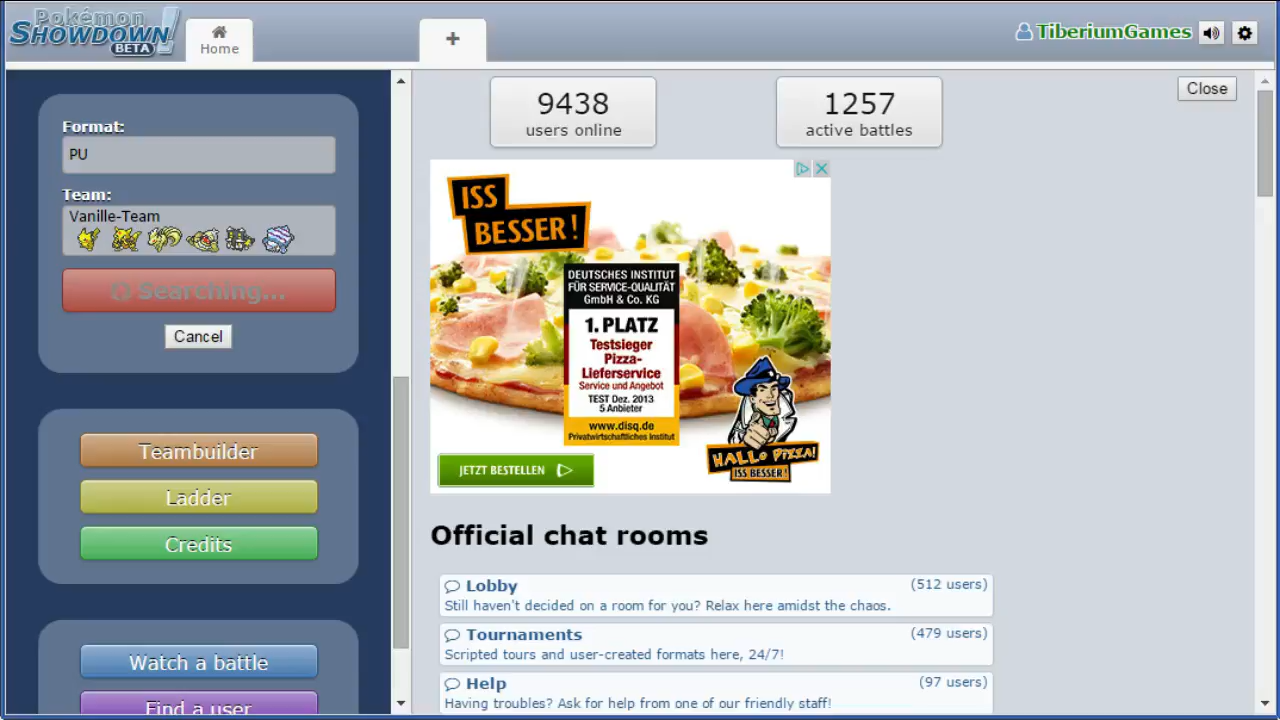 Pokémon
SHOWDOWN!
BETA
Home
+
TiberiumGames
Format:
PU
Team:
Vanille-Team
Searching...
Cancel
Teambuilder
Ladder
Credits
Watch a battle
Find a user
9438
users online
1257
active battles
Close
ISS
BESSER!
DEUTSCHES INSTITUT
FÜR SERVICE-QUALITÄT
GmbH & Co. KG
1. PLATZ
Testsieger
Pizza-
Lieferservice
Service und Angebot
TEST Dez. 2013
5 Anbieter
www.disq.de
Privatwirtschaftliches Institut
HALLO PIZZA!
ISS BESSER!
JETZT BESTELLEN
Official chat rooms
Lobby (512 users)
Still haven't decided on a room for you? Relax here amidst the chaos.
Tournaments (479 users)
Scripted tours and user-created formats here, 24/7!
Help (97 users)
Having troubles? Ask for help from one of our friendly staff!